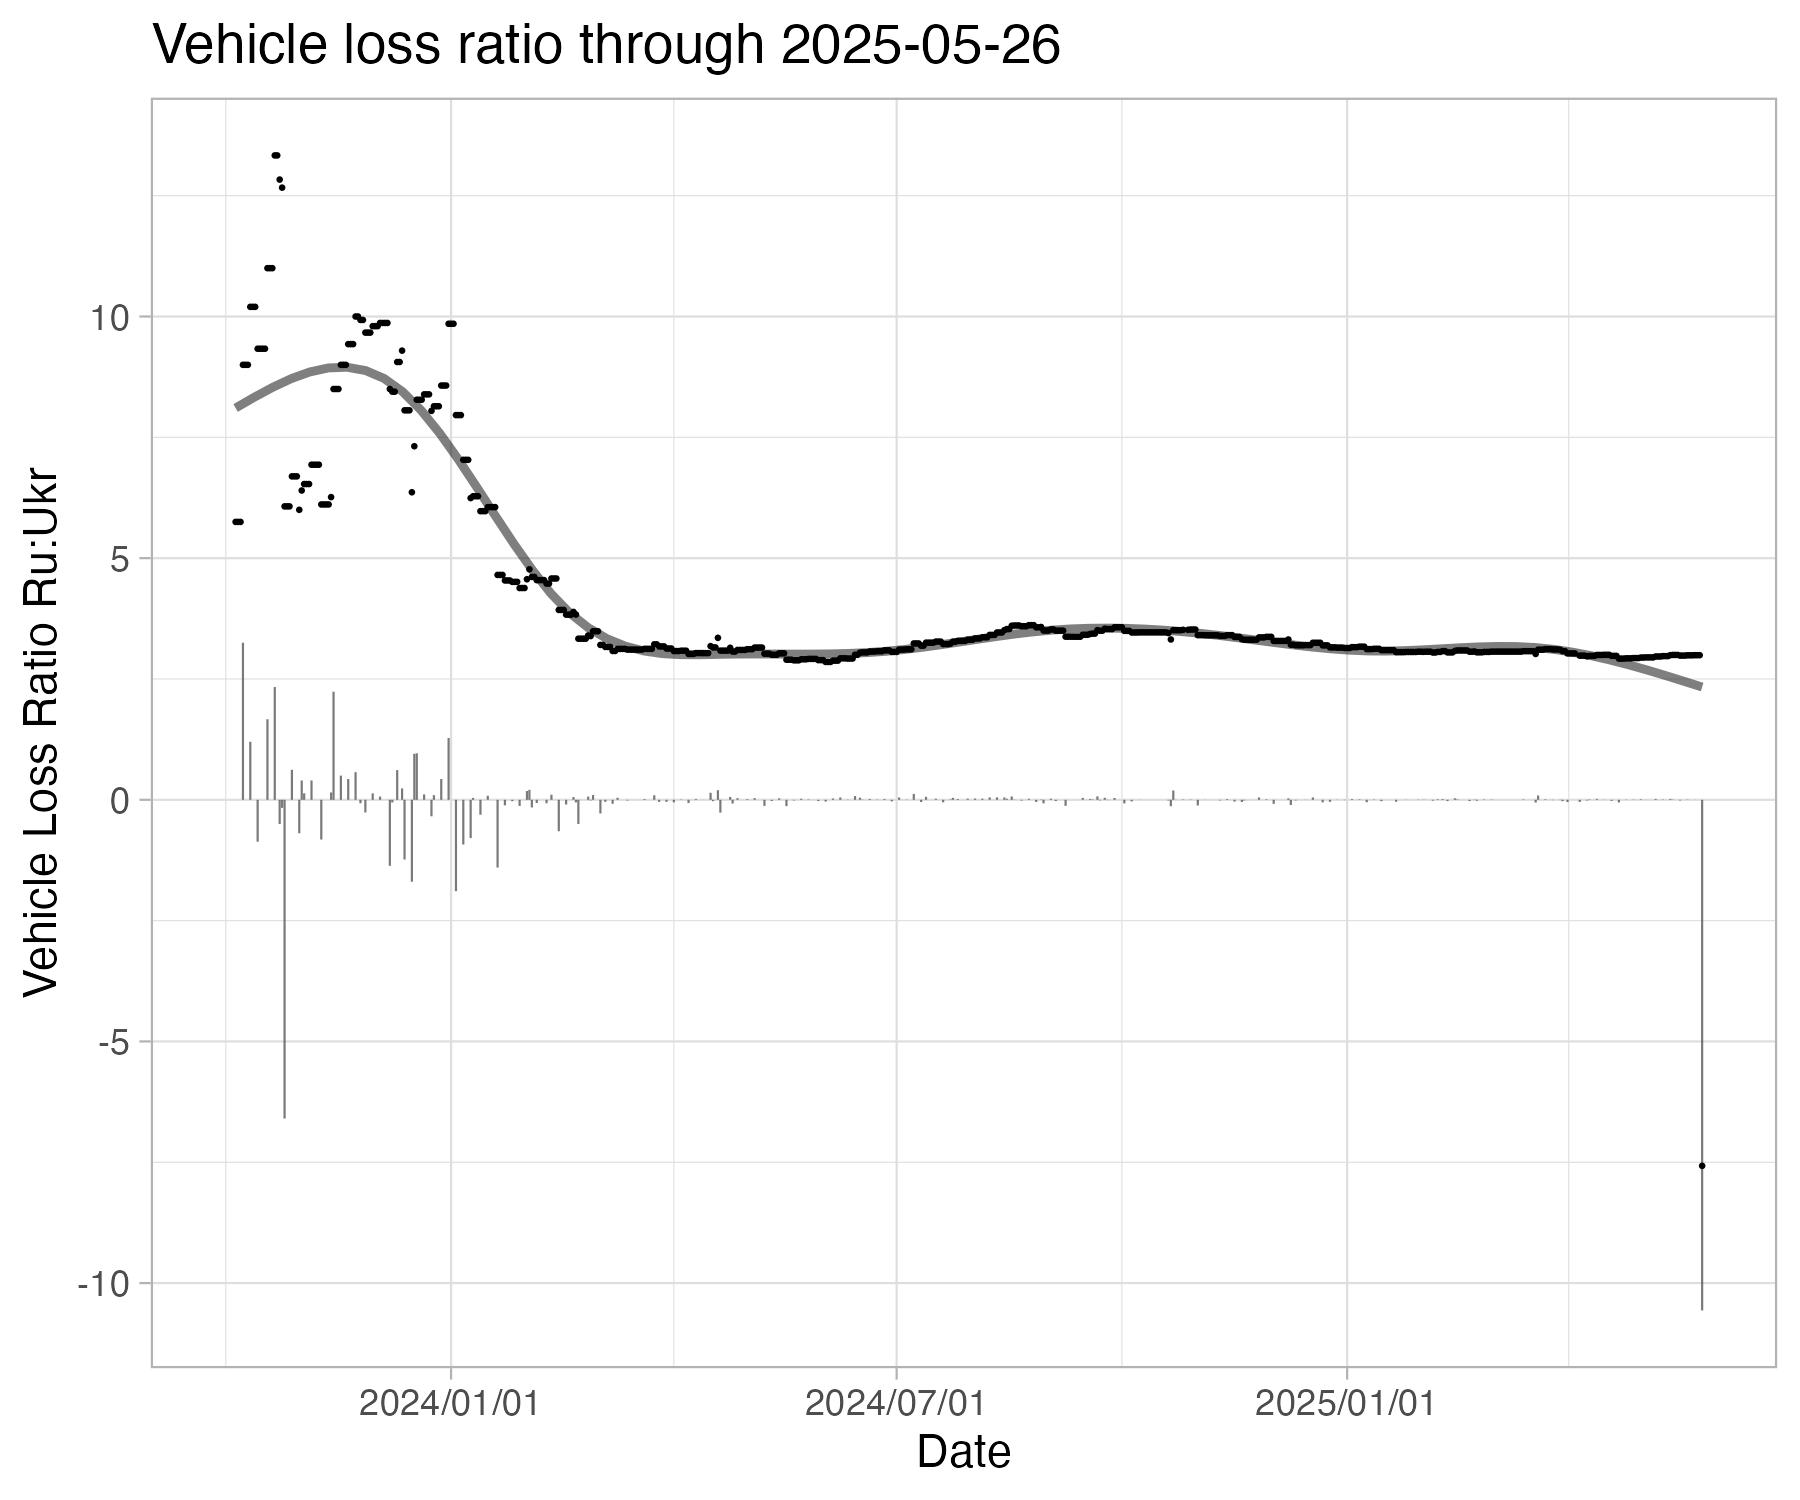 Vehicle loss ratio through 2025-05-26
Vehicle Loss Ratio Ru:Ukr
10
5
0
-5
-10
2024/01/01
2024/07/01
2025/01/01
Date